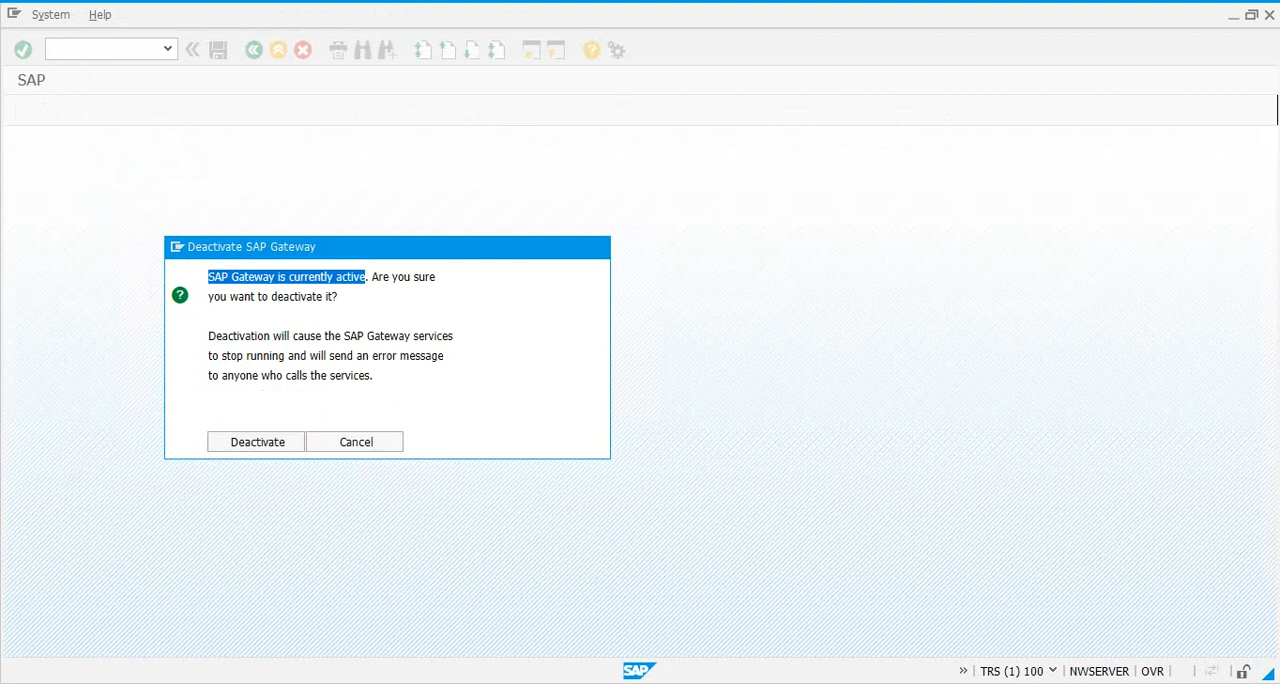 System Help
SAP
Deactivate SAP Gateway
SAP Gateway is currently active. Are you sure
you want to deactivate it?
Deactivation will cause the SAP Gateway services
to stop running and will send an error message
to anyone who calls the services.
Deactivate Cancel
SAP
TRS (1) 100 NWSERVER OVR